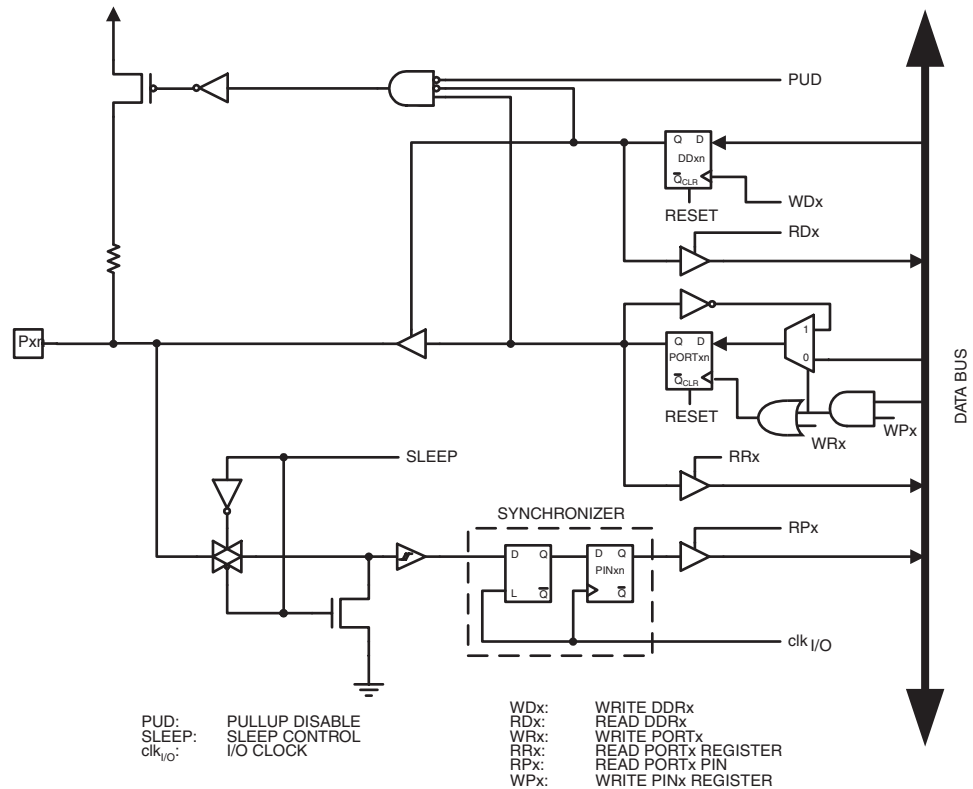 PUD
Q D
DDxn
Q CLR
WDx
RESET
RDx
Pxn
1
Q D
PORTxn
0
Q CLR
RESET
WRx
WPx
DATA BUS
SLEEP
RRx
SYNCHRONIZER
RPx
D Q
D Q
PINxn
L Q
Q
clk I/O
PUD: PULLUP DISABLE
SLEEP: SLEEP CONTROL
clkI/O: I/O CLOCK
WDx: WRITE DDRx
RDx: READ DDRx
WRx: WRITE PORTx
RRx: READ PORTx REGISTER
RPx: READ PORTx PIN
WPx: WRITE PINx REGISTER